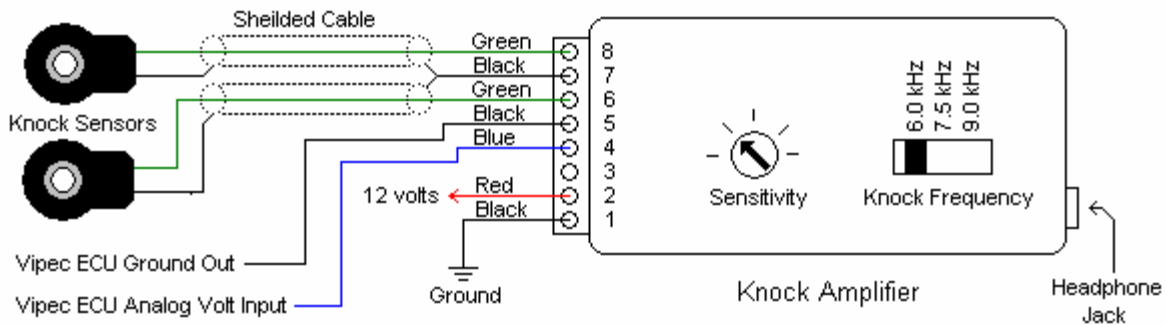 Sheilded Cable
Knock Sensors
Green
Black
Green
Black
Blue
Red
Black
12 volts
Ground
Vipec ECU Ground Out
Vipec ECU Analog Volt Input
8
7
6
5
4
3
2
1
Sensitivity
6.0 kHz
7.5 kHz
9.0 kHz
Knock Frequency
Knock Amplifier
Headphone
Jack